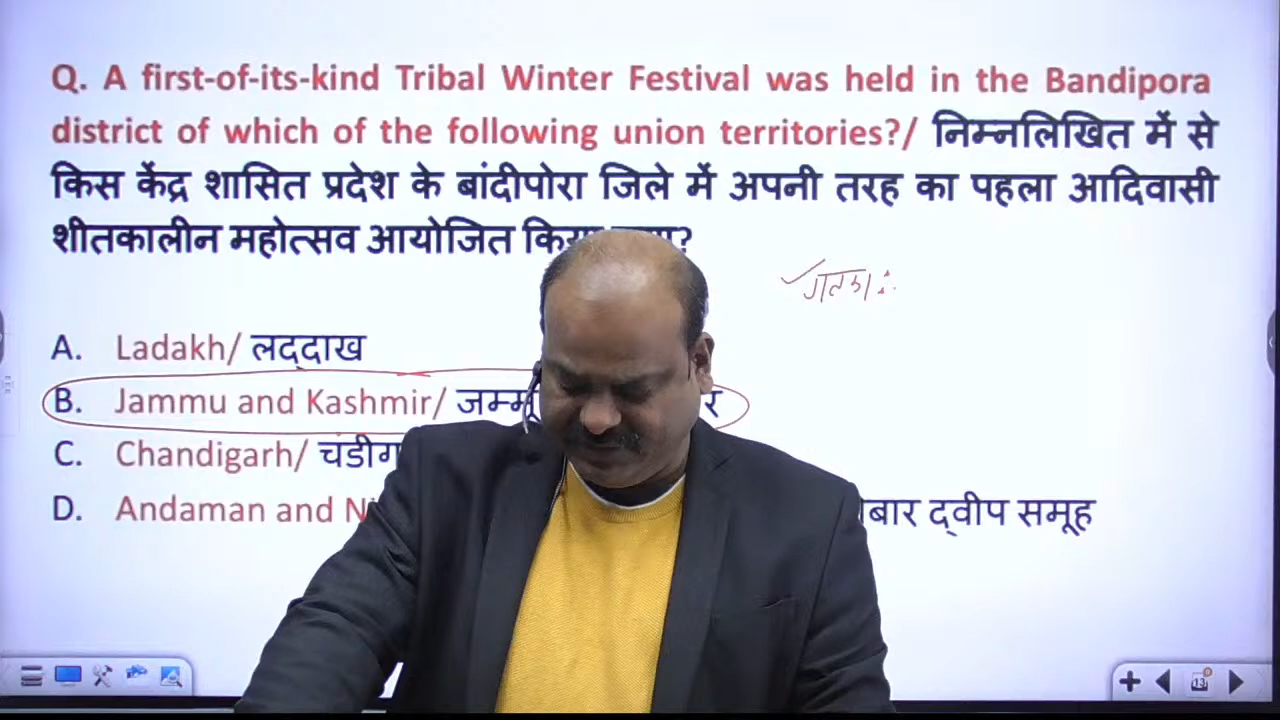 Q. A first-of-its-kind Tribal Winter Festival was held in the Bandipora
district of which of the following union territories?/ निम्नलिखित में से
किस केंद्र शासित प्रदेश के बांदीपोरा जिले में अपनी तरह का पहला आदिवासी
शीतकालीन महोत्सव आयोजित
गतका
A. Ladakh/ लद्दाख
B. Jammu and Kashmir/
C. Chandigarh/
D. Andaman and द्वीप समूह
13